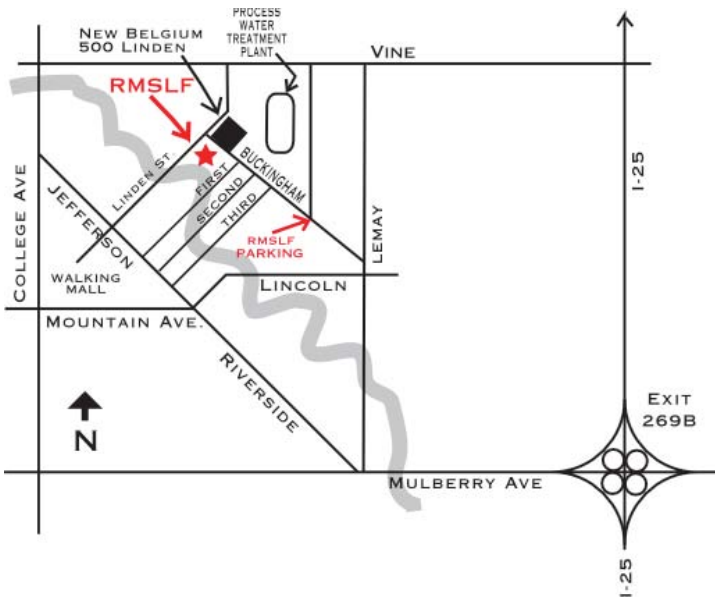 PROCESS
WATER
TREATMENT
PLANT
NEW BELGIUM
500 LINDEN
VINE
RMSLF
LINDEN ST.
FIRST
SECOND
THIRD
BUCKINGHAM
JEFFERSON
I-25
COLLEGE AVE
LEMAY
RMSLF
PARKING
WALKING
MALL
LINCOLN
MOUNTAIN AVE.
RIVERSIDE
N
EXIT
269B
MULBERRY AVE
I-25